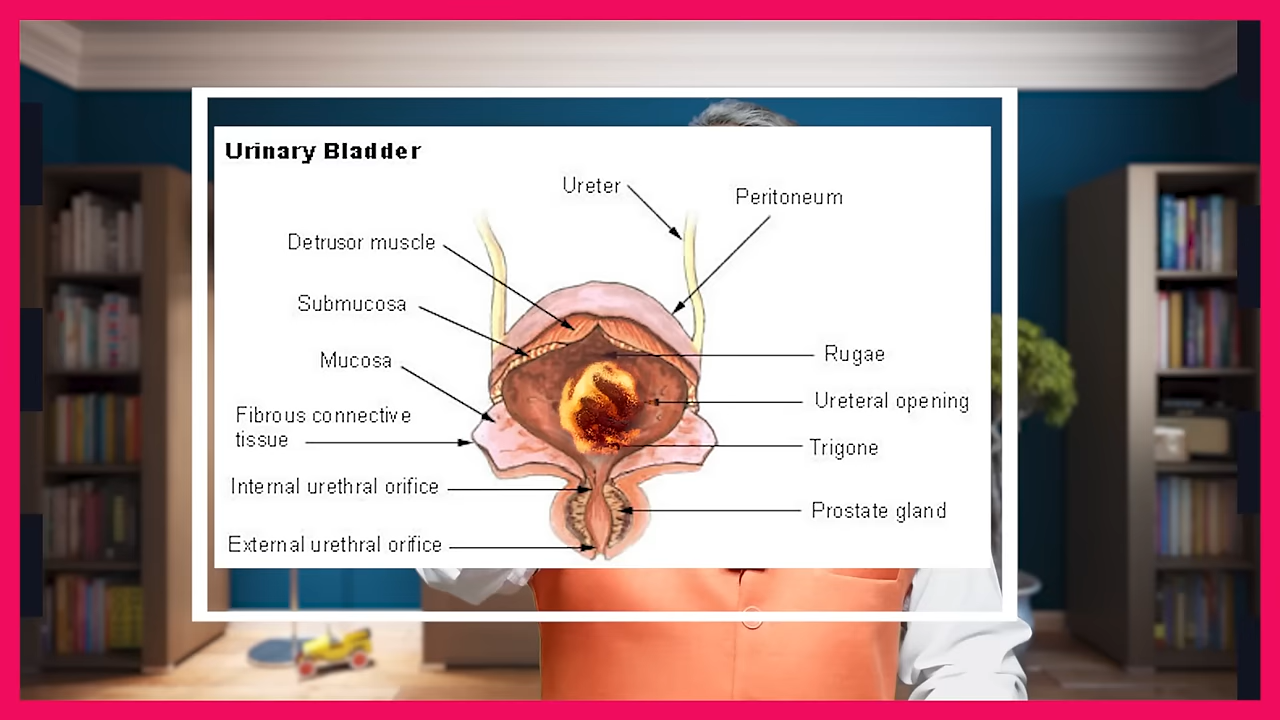 Urinary Bladder
Ureter
Peritoneum
Detrusor muscle
Submucosa
Mucosa
Rugae
Fibrous connective
tissue
Ureteral opening
Trigone
Internal urethral orifice
Prostate gland
External urethral orifice